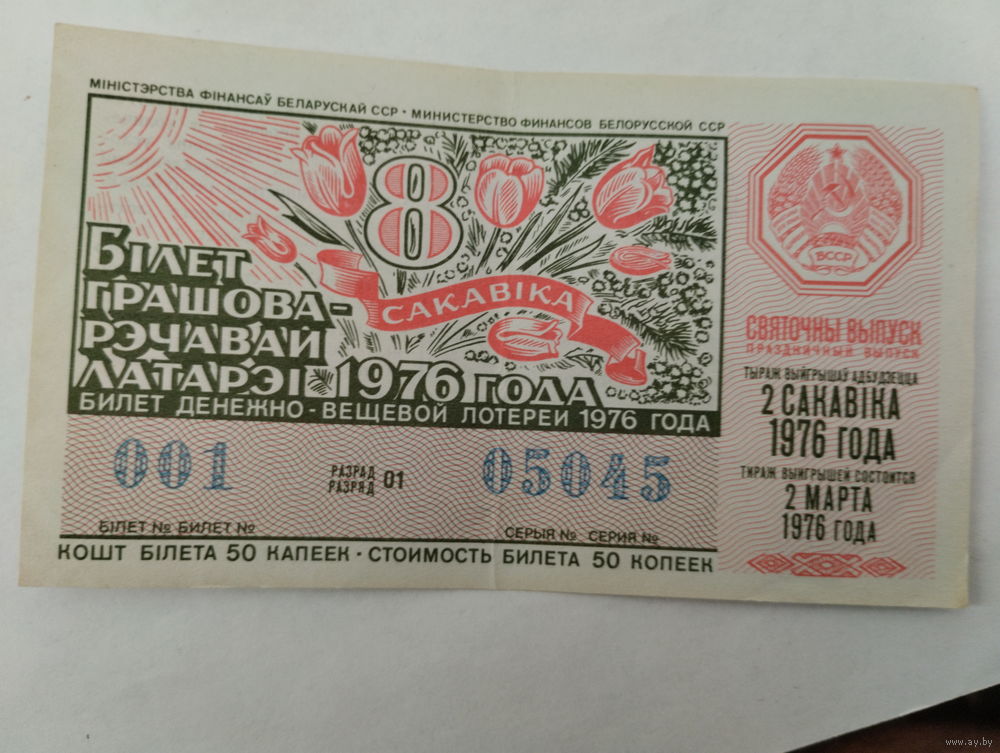 МІНІСТЭРСТВА ФІНАНСАЎ БЕЛАРУСКАЙ ССР · МИНИСТЕРСТВО ФИНАНСОВ БЕЛОРУССКОЙ ССР
8
САКАВІКА
БІЛЕТ
ГРАШОВА-
РЭЧАВАЙ
ЛАТАРЭІ 1976 ГОДА
БИЛЕТ ДЕНЕЖНО - ВЕЩЕВОЙ ЛОТЕРЕИ 1976 ГОДА
001
РАЗРАД
РАЗРЯД 01
05045
БІЛЕТ № БИЛЕТ №
СЕРЫЯ № СЕРИЯ №
КОШТ БІЛЕТА 50 КАПЕЕК · СТОИМОСТЬ БИЛЕТА 50 КОПЕЕК
БССР
СВЯТОЧНЫ ВЫПУСК
ПРАЗДНИЧНЫЙ ВЫПУСК
ТЫРАЖ ВЫЙГРЫШАЎ АДБУДЗЕЦЦА
2 САКАВІКА
1976 ГОДА
ТИРАЖ ВЫИГРЫШЕЙ СОСТОИТСЯ
2 МАРТА
1976 ГОДА
www.ay.by